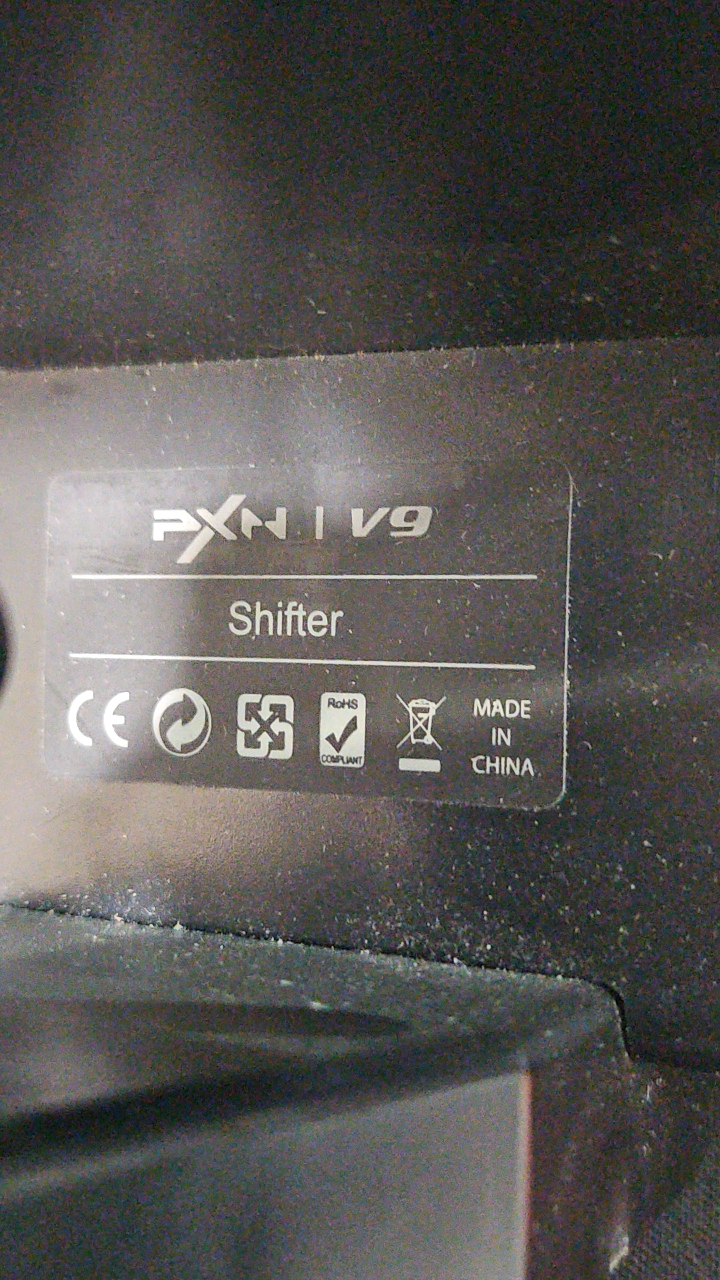 PXN | V9
Shifter
CE
RoHS
COMPLIANT
MADE
IN
CHINA